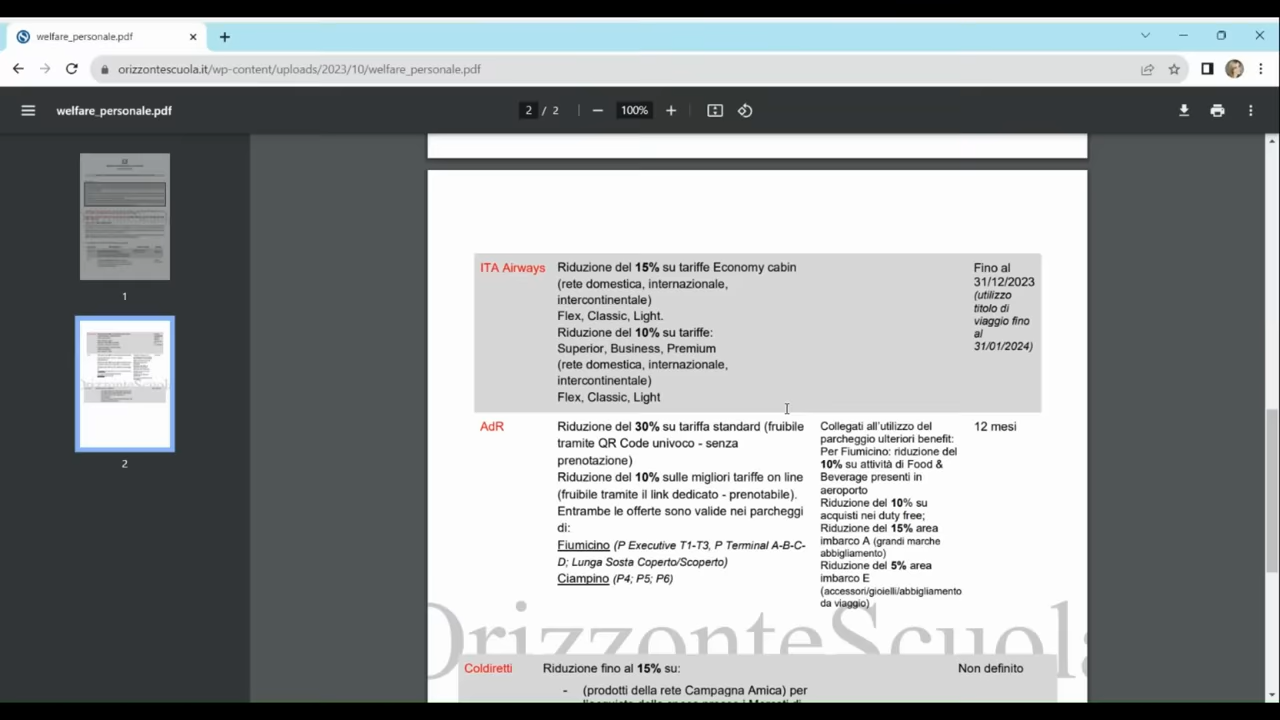 welfare_personale.pdf
orizzontescuola.it/wp-content/uploads/2023/10/welfare_personale.pdf
welfare_personale.pdf
2 / 2
100%
1
2
ITA Airways
Riduzione del 15% su tariffe Economy cabin
(rete domestica, internazionale,
intercontinentale)
Flex, Classic, Light.
Riduzione del 10% su tariffe:
Superior, Business, Premium
(rete domestica, internazionale,
intercontinentale)
Flex, Classic, Light
Fino al
31/12/2023
(utilizzo
titolo di
viaggio fino
al
31/01/2024)
AdR
Riduzione del 30% su tariffa standard (fruibile
tramite QR Code univoco - senza
prenotazione)
Riduzione del 10% sulle migliori tariffe on line
(fruibile tramite il link dedicato - prenotabile).
Entrambe le offerte sono valide nei parcheggi
di:
Fiumicino (P Executive T1-T3, P Terminal A-B-C-
D; Lunga Sosta Coperto/Scoperto)
Ciampino (P4; P5; P6)
Collegati all'utilizzo del
parcheggio ulteriori benefit:
Per Fiumicino: riduzione del
10% su attività di Food &
Beverage presenti in
aeroporto
Riduzione del 10% su
acquisti nei duty free;
Riduzione del 15% area
imbarco A (grandi marche
abbigliamento)
Riduzione del 5% area
imbarco E
(accessori/gioielli/abbigliamento
da viaggio)
12 mesi
OrizzonteScuola
Coldiretti
Riduzione fino al 15% su:
- (prodotti della rete Campagna Amica) per
Non definito